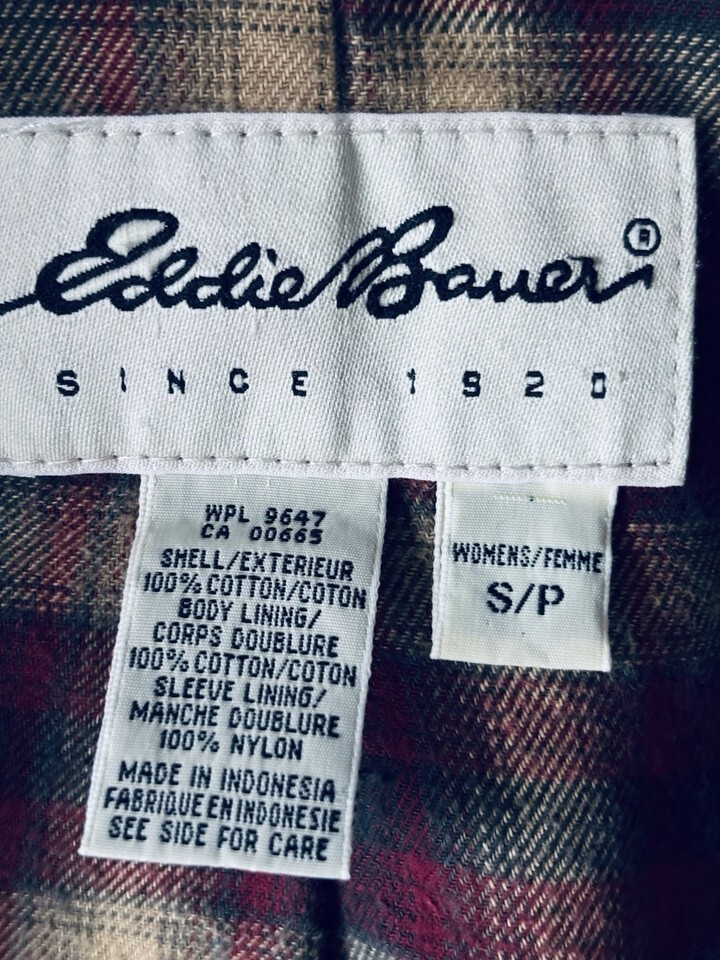 Eddie Bauer®
SINCE 1920
WPL 9647
CA 00665
SHELL/EXTERIEUR
100% COTTON/COTON
BODY LINING/
CORPS DOUBLURE
100% COTTON/COTON
SLEEVE LINING/
MANCHE DOUBLURE
100% NYLON
MADE IN INDONESIA
FABRIQUE EN INDONESIE
SEE SIDE FOR CARE
WOMENS/FEMME
S/P